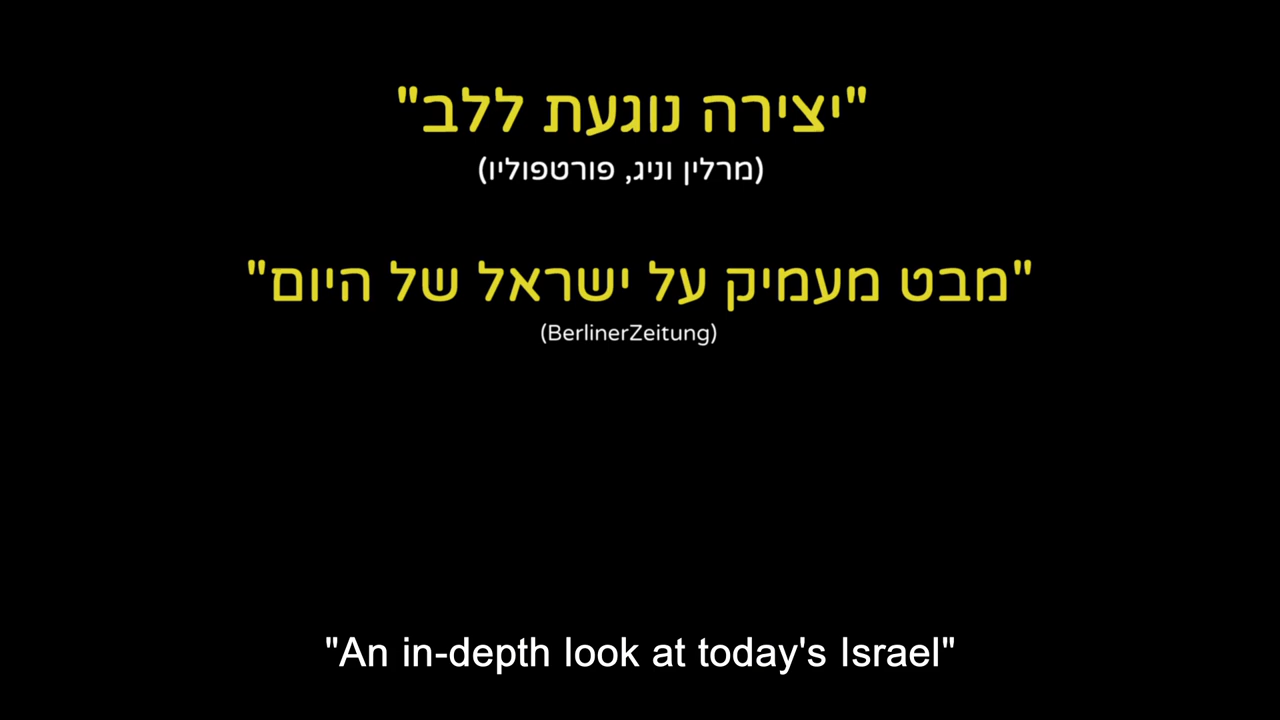 "יצירה נוגעת ללב"
(מרלין וניג, פורטפוליו)
"מבט מעמיק על ישראל של היום"
(BerlinerZeitung)
"An in-depth look at today's Israel"